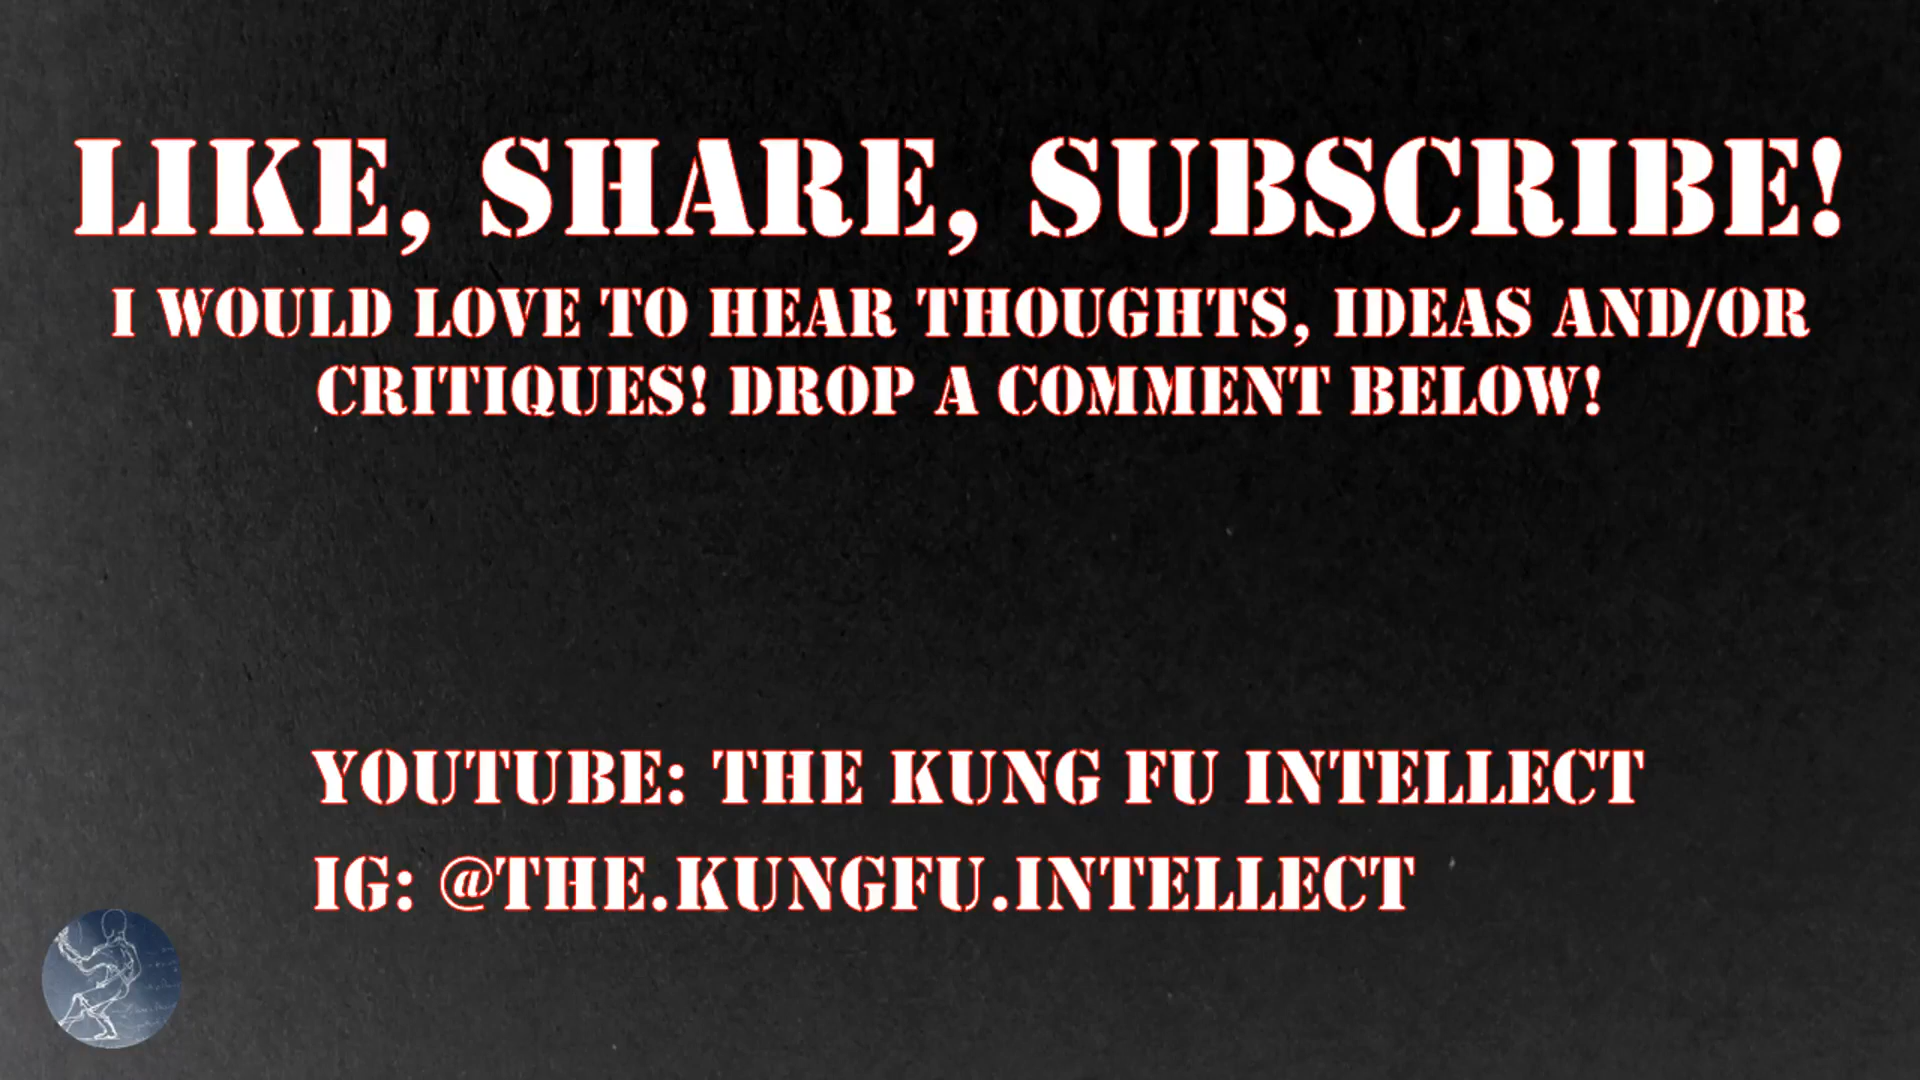 LIKE, SHARE, SUBSCRIBE!
I WOULD LOVE TO HEAR THOUGHTS, IDEAS AND/OR
CRITIQUES! DROP A COMMENT BELOW!
YOUTUBE: THE KUNG FU INTELLECT
IG: @THE.KUNGFU.INTELLECT